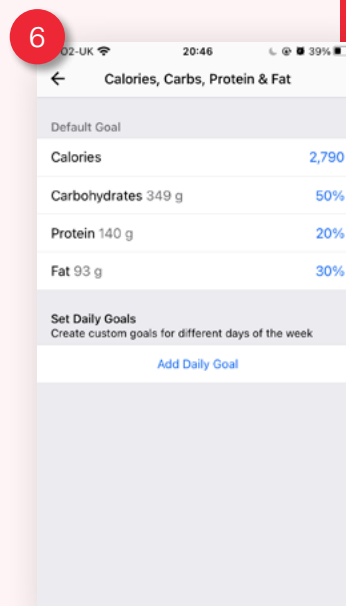 6
O2-UK 20:46 39%
Calories, Carbs, Protein & Fat
Default Goal
Calories 2,790
Carbohydrates 349 g 50%
Protein 140 g 20%
Fat 93 g 30%
Set Daily Goals
Create custom goals for different days of the week
Add Daily Goal